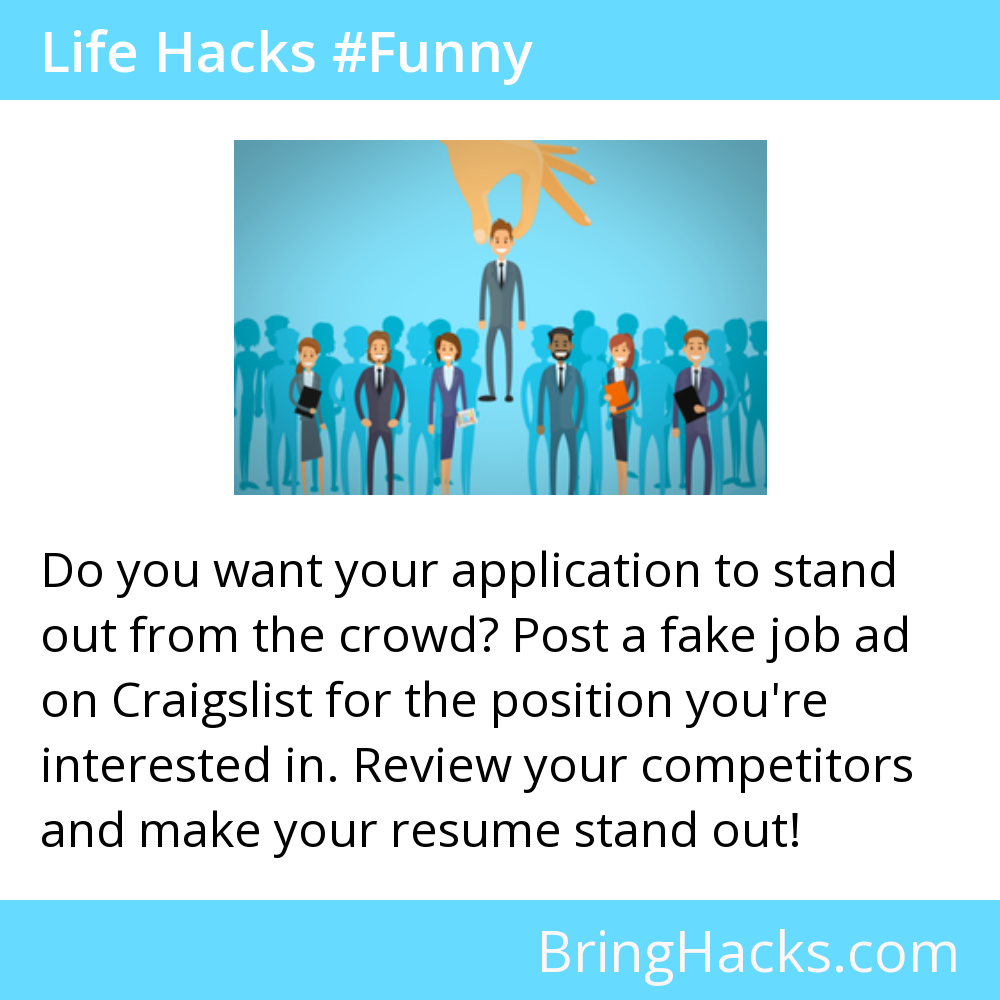 Life Hacks #Funny
Do you want your application to stand
out from the crowd? Post a fake job ad
on Craigslist for the position you're
interested in. Review your competitors
and make your resume stand out!
BringHacks.com